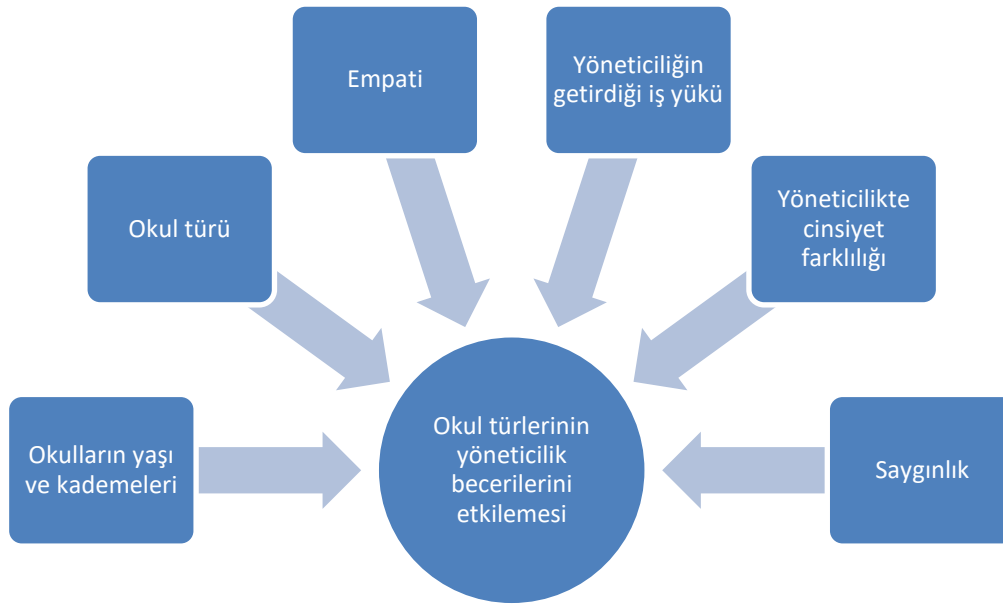 Empati
Yöneticiliğin
getirdiği iş yükü
Okul türü
Yöneticilikte
cinsiyet
farklılığı
Okulların yaşı
ve kademeleri
Okul türlerinin
yöneticilik
becerilerini
etkilemesi
Saygınlık